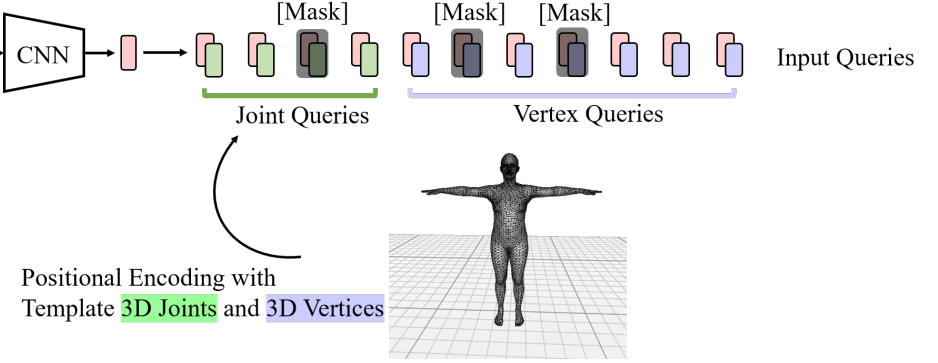 [Mask]
[Mask]
[Mask]
CNN
Input Queries
Joint Queries
Vertex Queries
Positional Encoding with
Template 3D Joints and 3D Vertices